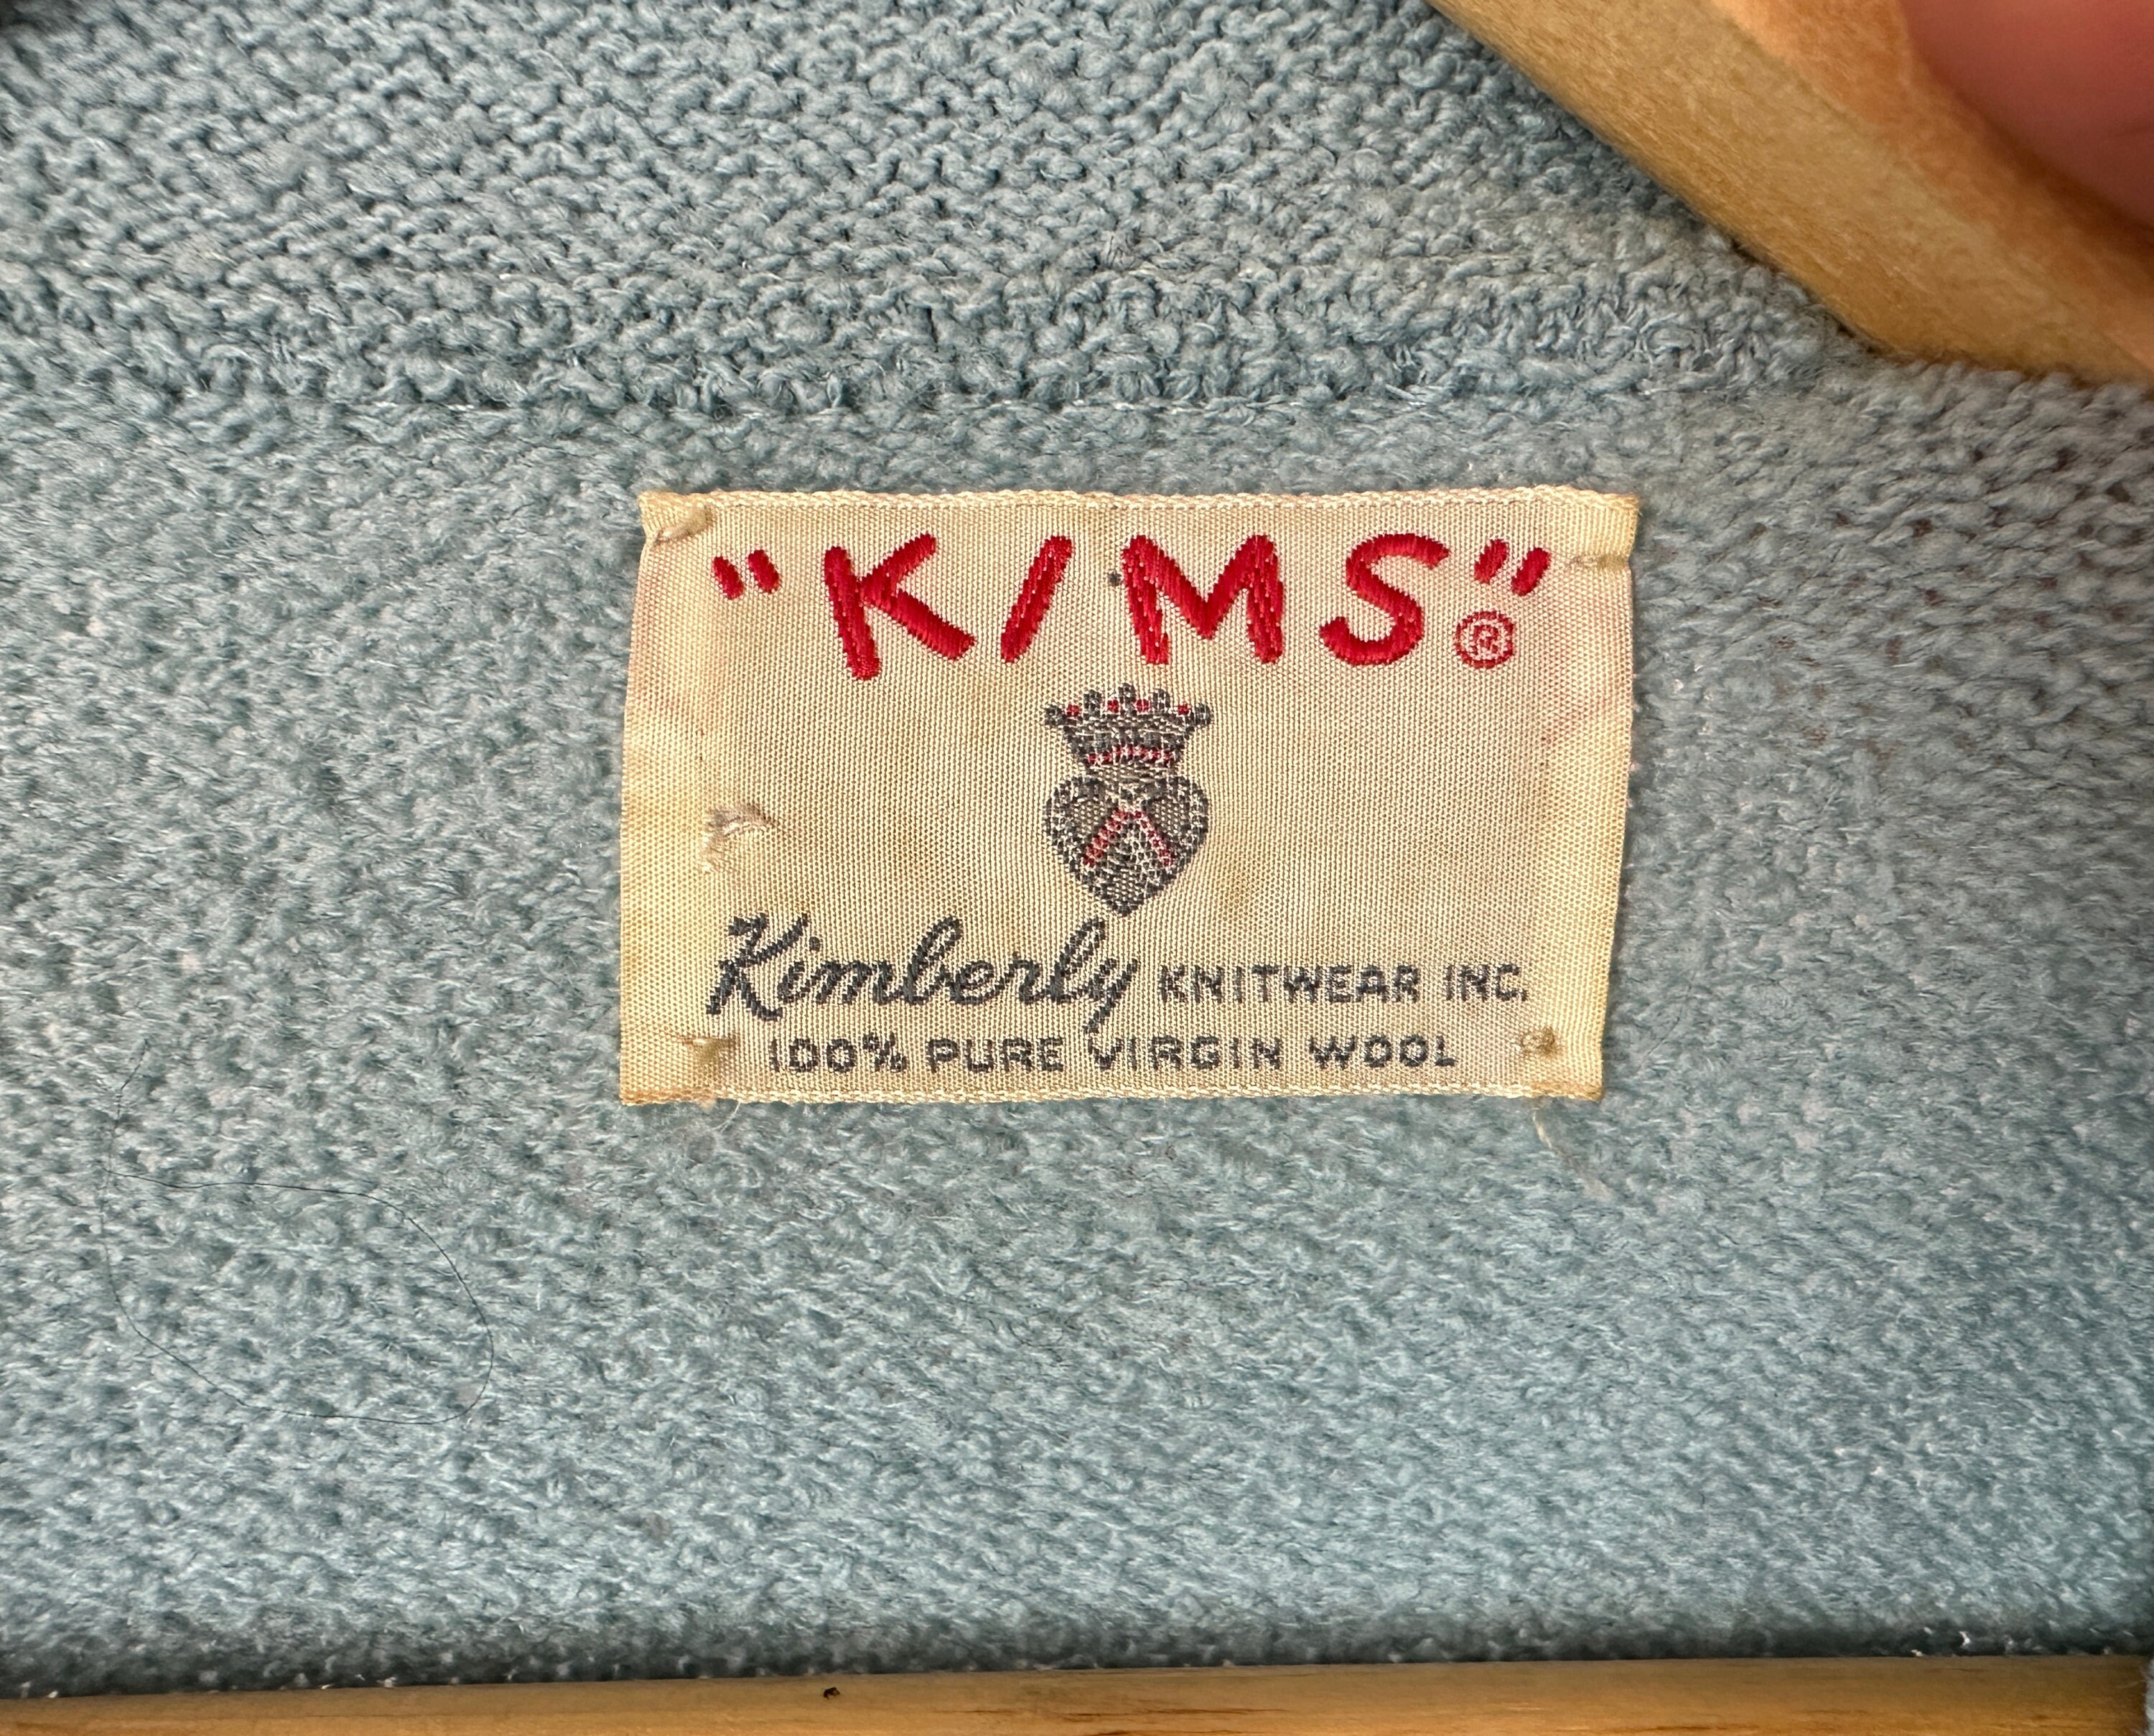 "KIMS"®
Kimberly KNITWEAR INC.
100% PURE VIRGIN WOOL